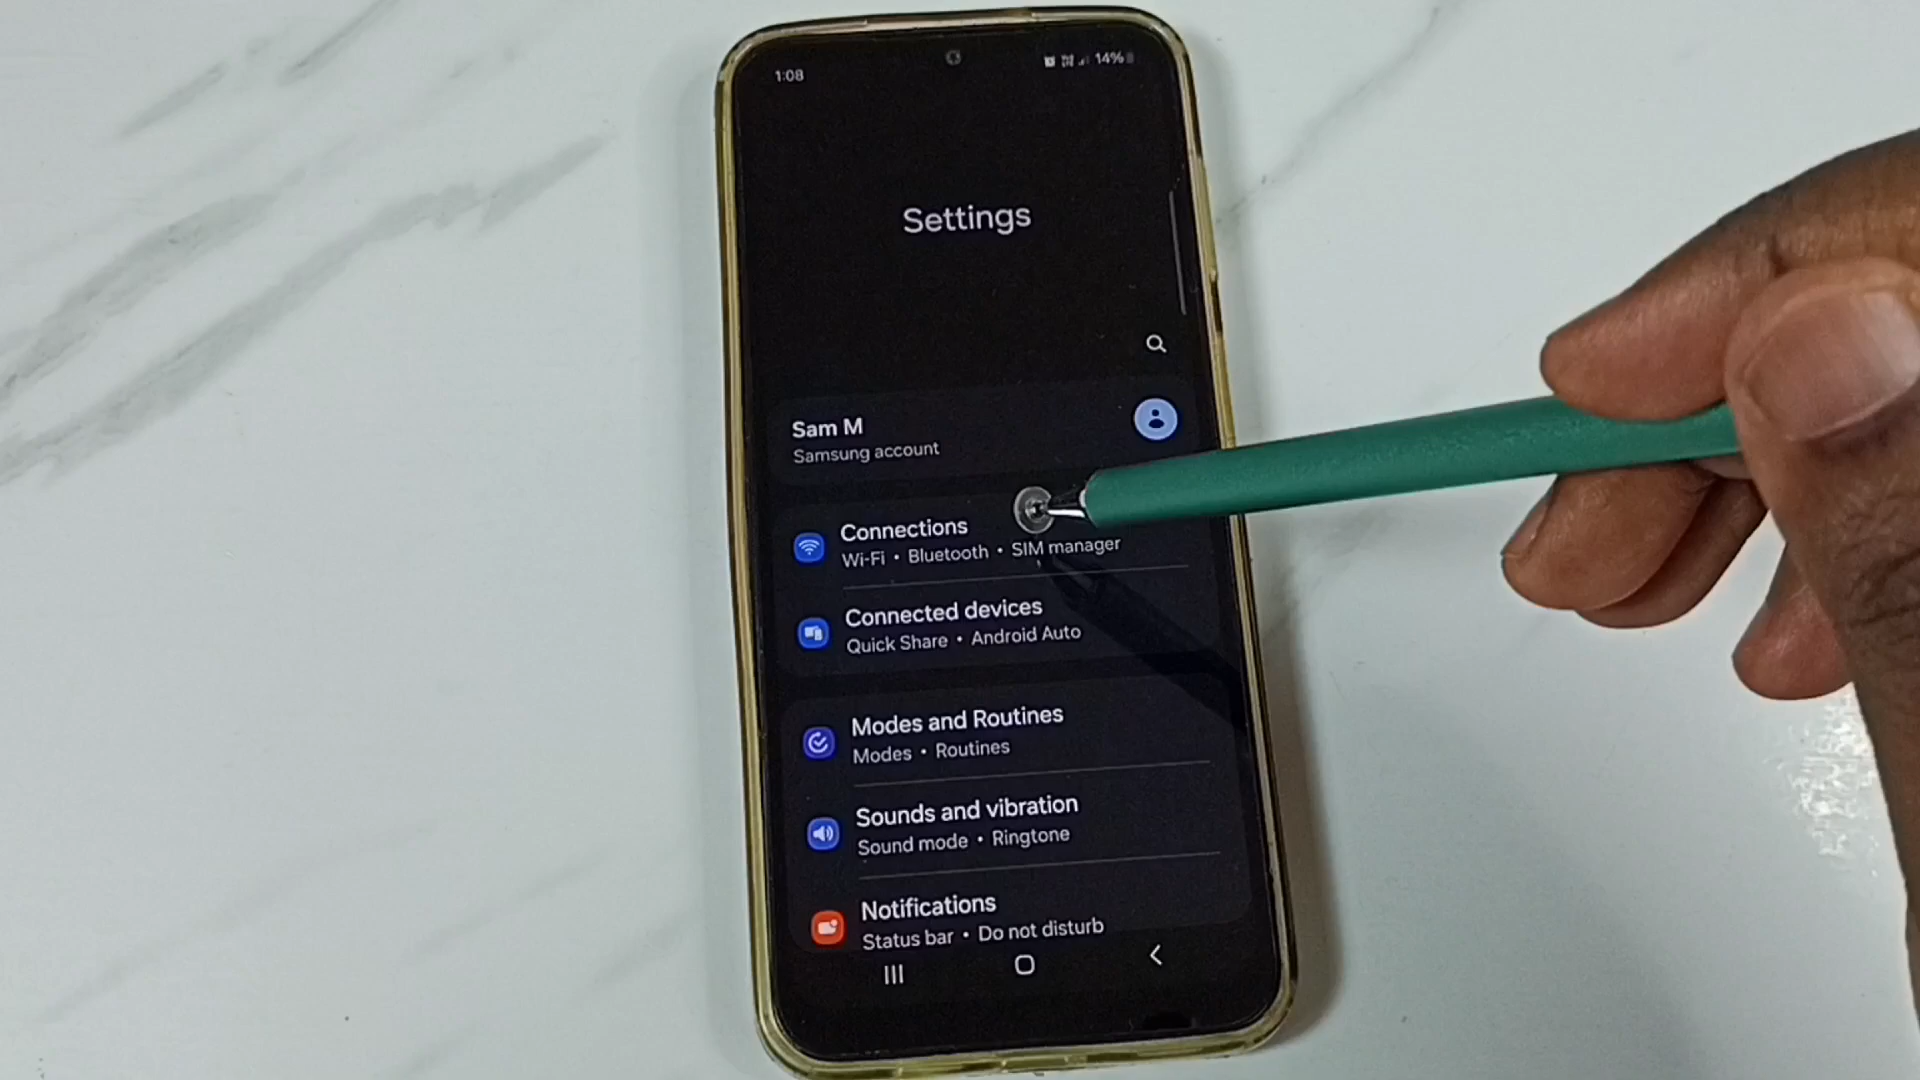 1:08
14%
Settings
Sam M
Samsung account
Connections
Wi-Fi • Bluetooth • SIM manager
Connected devices
Quick Share • Android Auto
Modes and Routines
Modes • Routines
Sounds and vibration
Sound mode • Ringtone
Notifications
Status bar • Do not disturb